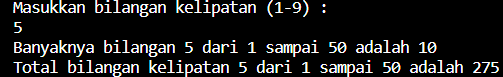 Masukkan bilangan kelipatan (1-9) :
5
Banyaknya bilangan 5 dari 1 sampai 50 adalah 10
Total bilangan kelipatan 5 dari 1 sampai 50 adalah 275